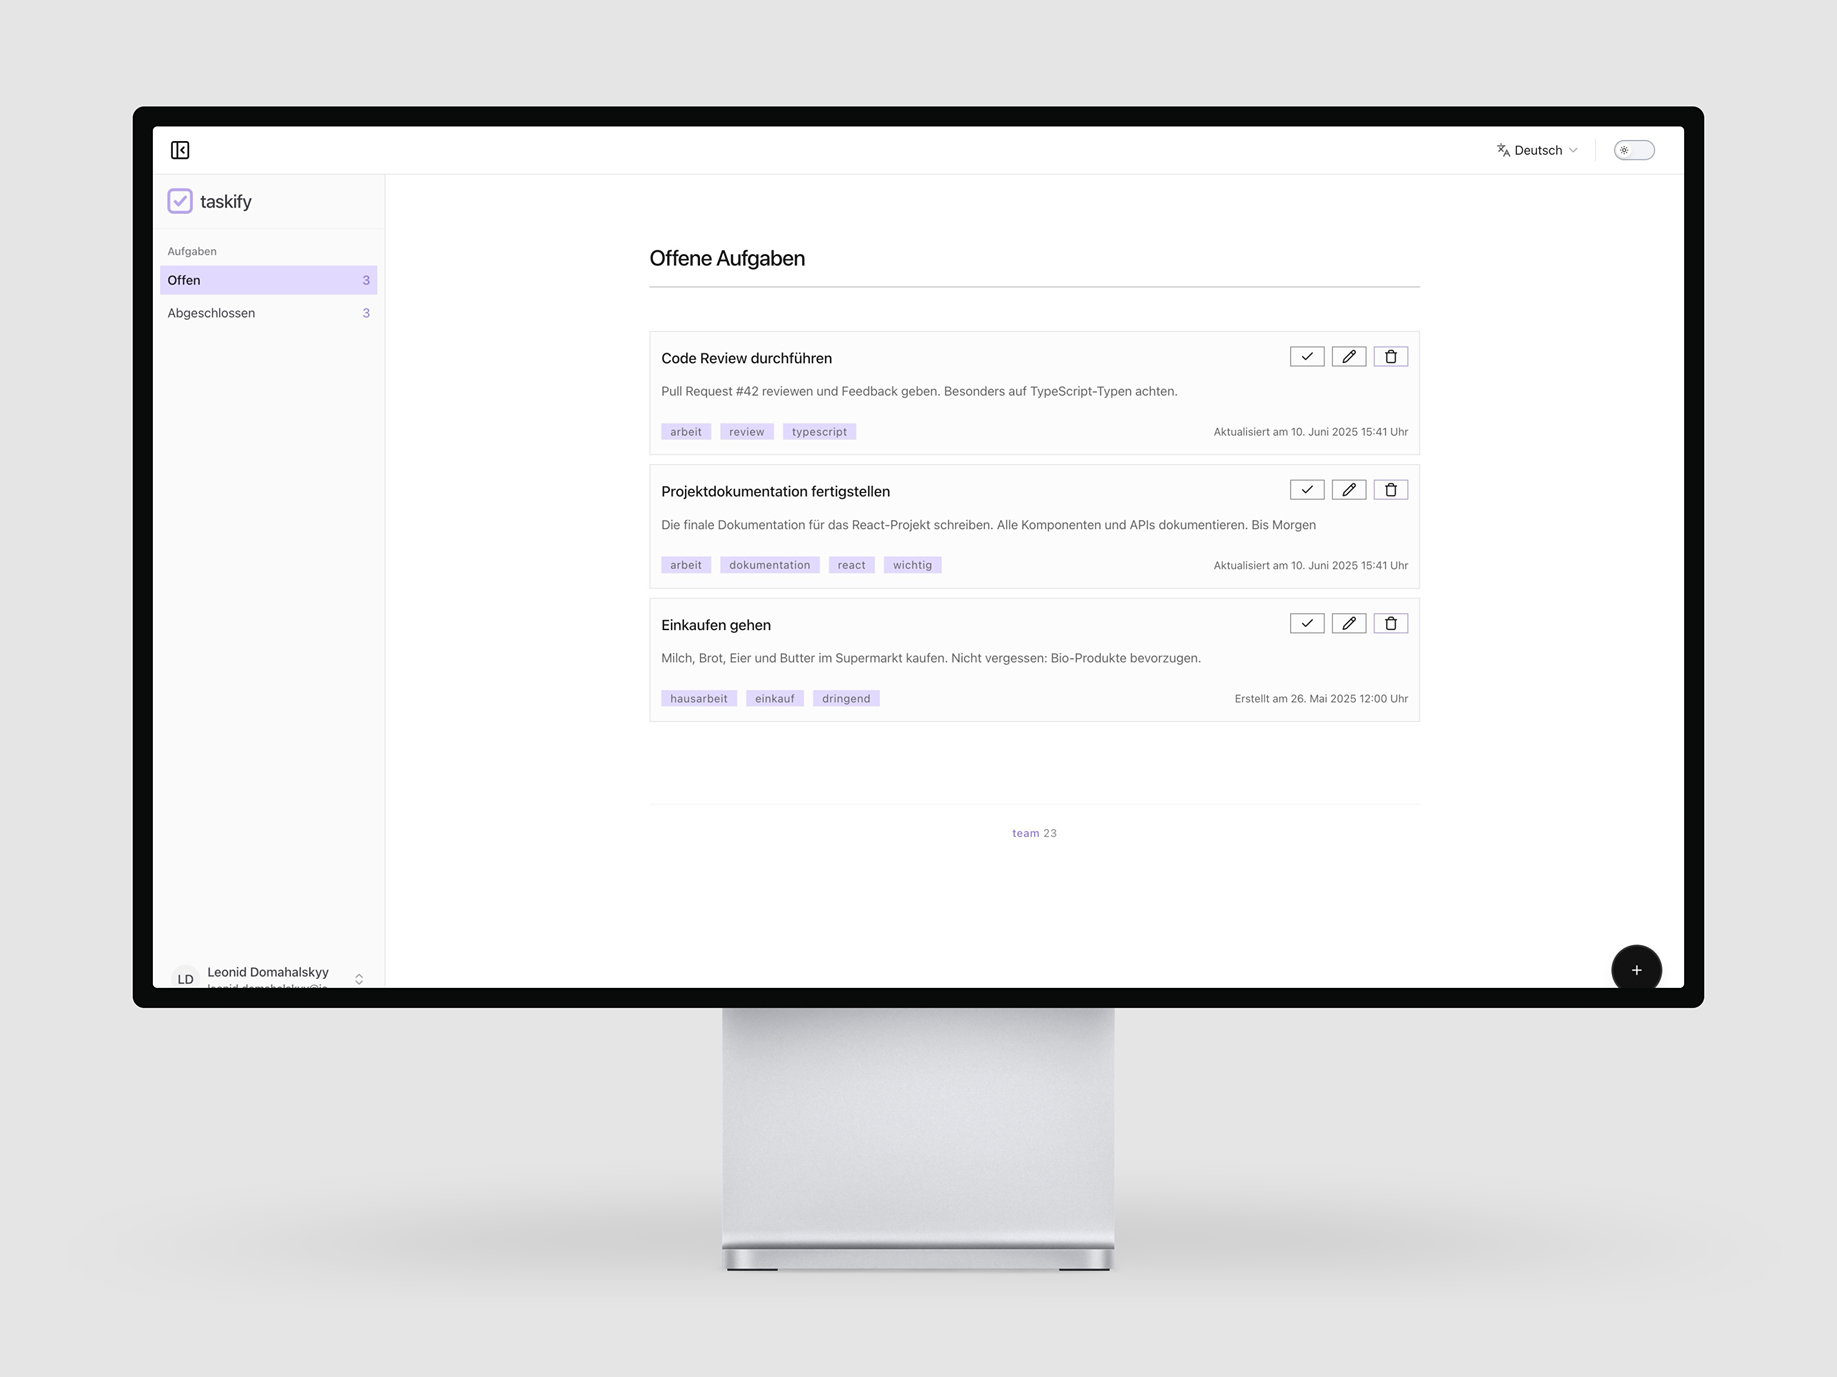 Deutsch
taskify
Aufgaben
Offen 3
Abgeschlossen 3
Offene Aufgaben
Code Review durchführen
Pull Request #42 reviewen und Feedback geben. Besonders auf TypeScript-Typen achten.
arbeit review typescript
Aktualisiert am 10. Juni 2025 15:41 Uhr
Projektdokumentation fertigstellen
Die finale Dokumentation für das React-Projekt schreiben. Alle Komponenten und APIs dokumentieren. Bis Morgen
arbeit dokumentation react wichtig
Aktualisiert am 10. Juni 2025 15:41 Uhr
Einkaufen gehen
Milch, Brot, Eier und Butter im Supermarkt kaufen. Nicht vergessen: Bio-Produkte bevorzugen.
hausarbeit einkauf dringend
Erstellt am 26. Mai 2025 12:00 Uhr
team 23
LD
Leonid Domahalskyy